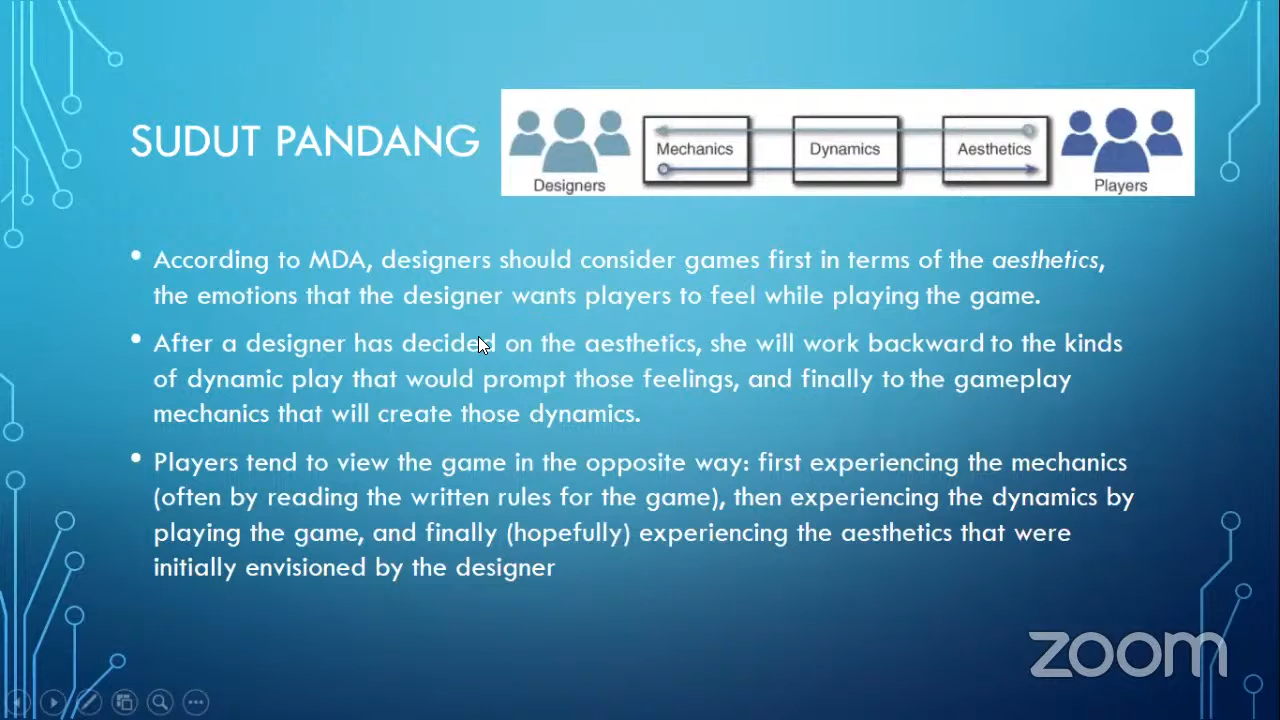 SUDUT PANDANG
Mechanics
Dynamics
Aesthetics
Designers
Players
• According to MDA, designers should consider games first in terms of the aesthetics,
the emotions that the designer wants players to feel while playing the game.
• After a designer has decided on the aesthetics, she will work backward to the kinds
of dynamic play that would prompt those feelings, and finally to the gameplay
mechanics that will create those dynamics.
• Players tend to view the game in the opposite way: first experiencing the mechanics
(often by reading the written rules for the game), then experiencing the dynamics by
playing the game, and finally (hopefully) experiencing the aesthetics that were
initially envisioned by the designer
zoom